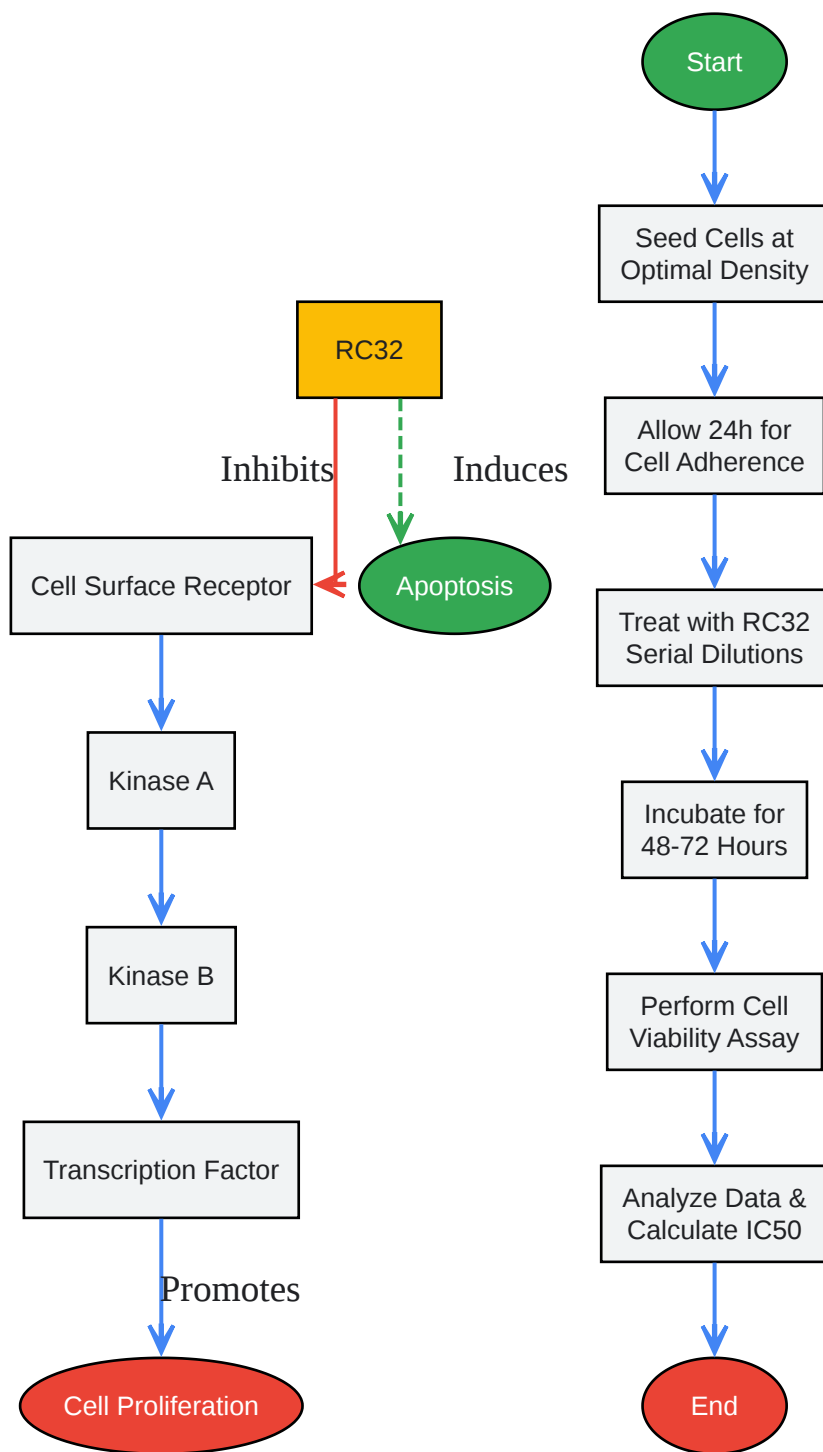 RC32
Inhibits
Induces
Cell Surface Receptor
Apoptosis
Kinase A
Kinase B
Transcription Factor
Promotes
Cell Proliferation
Start
Seed Cells at
Optimal Density
Allow 24h for
Cell Adherence
Treat with RC32
Serial Dilutions
Incubate for
48-72 Hours
Perform Cell
Viability Assay
Analyze Data &
Calculate IC50
End